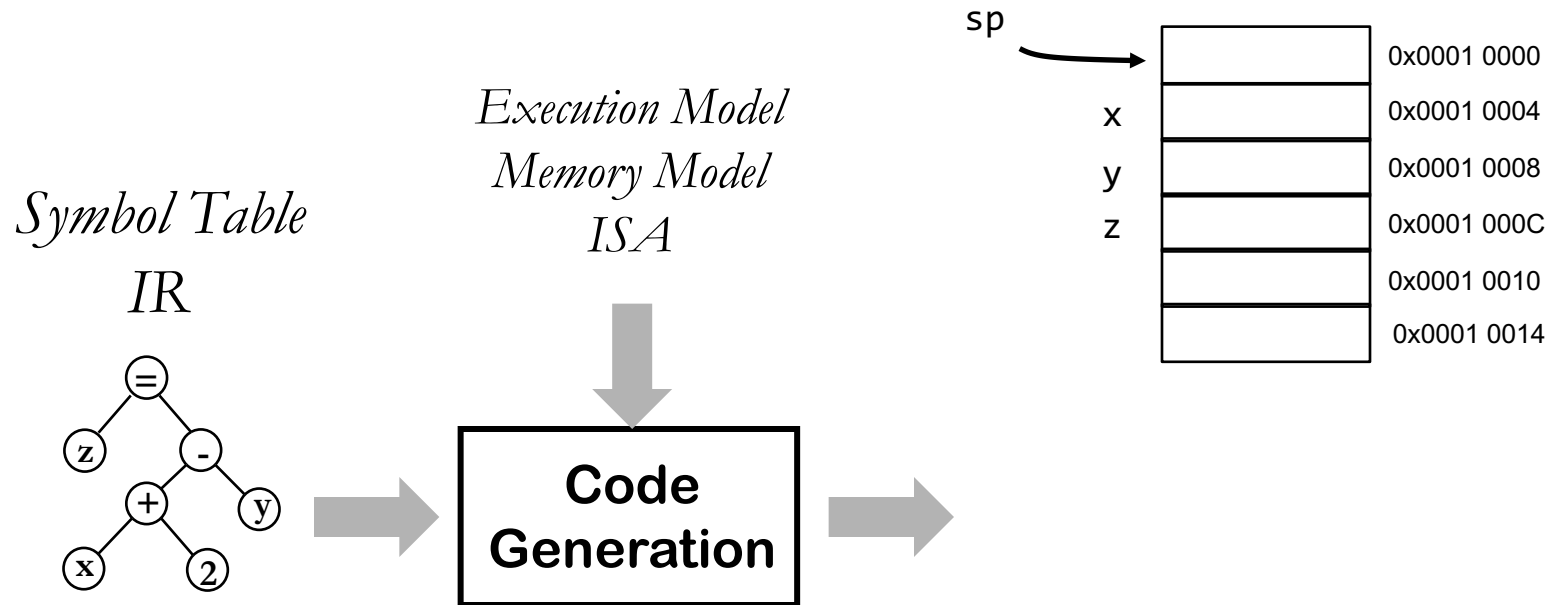 Symbol Table
IR
=
z
-
+
y
x
2
Execution Model
Memory Model
ISA
Code
Generation
sp
0x0001 0000
x
0x0001 0004
y
0x0001 0008
z
0x0001 000C
0x0001 0010
0x0001 0014